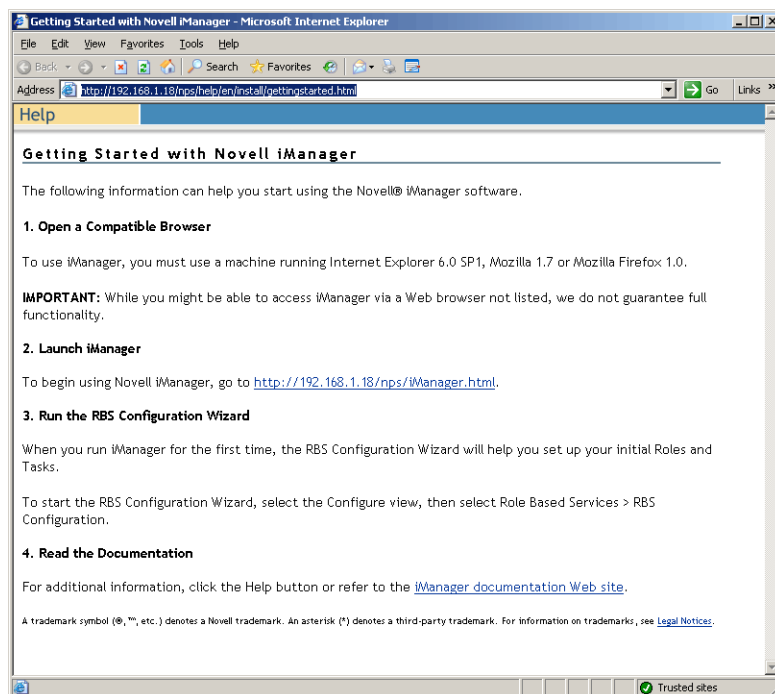 Getting Started with Novell iManager - Microsoft Internet Explorer
File Edit View Favorites Tools Help
Back Search Favorites
Address http://192.168.1.18/nps/help/en/install/gettingstarted.html Go Links »
Help
Getting Started with Novell iManager
The following information can help you start using the Novell® iManager software.
1. Open a Compatible Browser
To use iManager, you must use a machine running Internet Explorer 6.0 SP1, Mozilla 1.7 or Mozilla Firefox 1.0.
IMPORTANT: While you might be able to access iManager via a Web browser not listed, we do not guarantee full
functionality.
2. Launch iManager
To begin using Novell iManager, go to http://192.168.1.18/nps/iManager.html.
3. Run the RBS Configuration Wizard
When you run iManager for the first time, the RBS Configuration Wizard will help you set up your initial Roles and
Tasks.
To start the RBS Configuration Wizard, select the Configure view, then select Role Based Services > RBS
Configuration.
4. Read the Documentation
For additional information, click the Help button or refer to the iManager documentation Web site.
A trademark symbol (®, ™, etc.) denotes a Novell trademark. An asterisk (*) denotes a third-party trademark. For information on trademarks, see Legal Notices.
Trusted sites